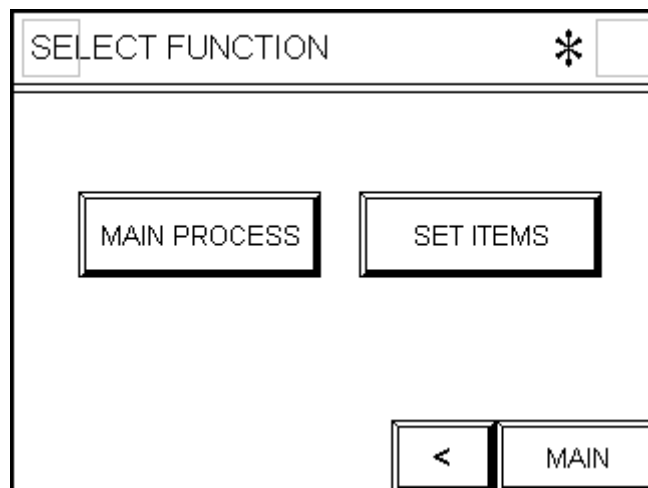 SELECT FUNCTION *
MAIN PROCESS SET ITEMS
< MAIN